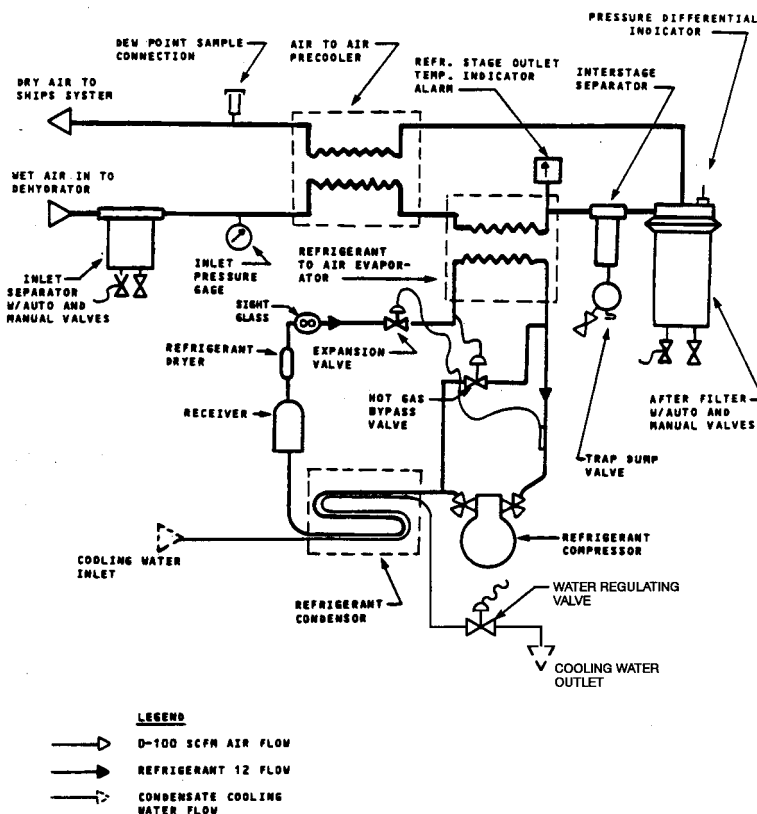 PRESSURE DIFFERENTIAL
INDICATOR
DEW POINT SAMPLE
CONNECTION
AIR TO AIR
PRECOOLER
REFR. STAGE OUTLET
TEMP. INDICATOR
ALARM
INTERSTAGE
SEPARATOR
DRY AIR TO
SHIPS SYSTEM
WET AIR IN TO
DEHYDRATOR
INLET
SEPARATOR
W/AUTO AND
MANUAL VALVES
INLET
PRESSURE
GAGE
REFRIGERANT
TO AIR EVAPOR-
ATOR
SIGHT
GLASS
EXPANSION
VALVE
REFRIGERANT
DRYER
RECEIVER
HOT GAS
BYPASS
VALVE
AFTER FILTER
W/AUTO AND
MANUAL VALVES
TRAP DUMP
VALVE
COOLING WATER
INLET
REFRIGERANT
COMPRESSOR
REFRIGERANT
CONDENSOR
WATER REGULATING
VALVE
COOLING WATER
OUTLET
LEGEND
D-100 SCFM AIR FLOW
REFRIGERANT 12 FLOW
CONDENSATE COOLING
WATER FLOW